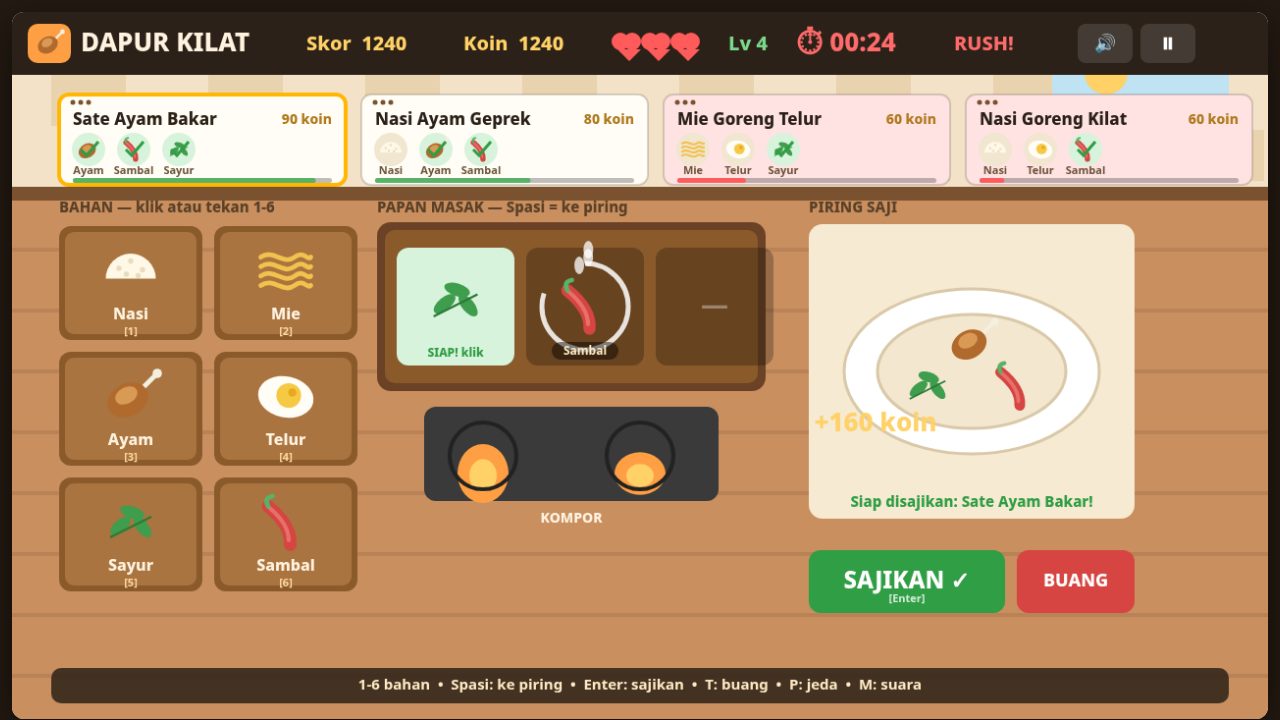 DAPUR KILAT
Skor 1240
Koin 1240
Lv 4
00:24
RUSH!
Sate Ayam Bakar
90 koin
Ayam Sambal Sayur
Nasi Ayam Geprek
80 koin
Nasi Ayam Sambal
Mie Goreng Telur
60 koin
Mie Telur Sayur
Nasi Goreng Kilat
60 koin
Nasi Telur Sambal
BAHAN — klik atau tekan 1-6
Nasi
[1]
Mie
[2]
Ayam
[3]
Telur
[4]
Sayur
[5]
Sambal
[6]
PAPAN MASAK — Spasi = ke piring
SIAP! klik
Sambal
—
KOMPOR
PIRING SAJI
+160 koin
Siap disajikan: Sate Ayam Bakar!
SAJIKAN ✓
[Enter]
BUANG
1-6 bahan • Spasi: ke piring • Enter: sajikan • T: buang • P: jeda • M: suara